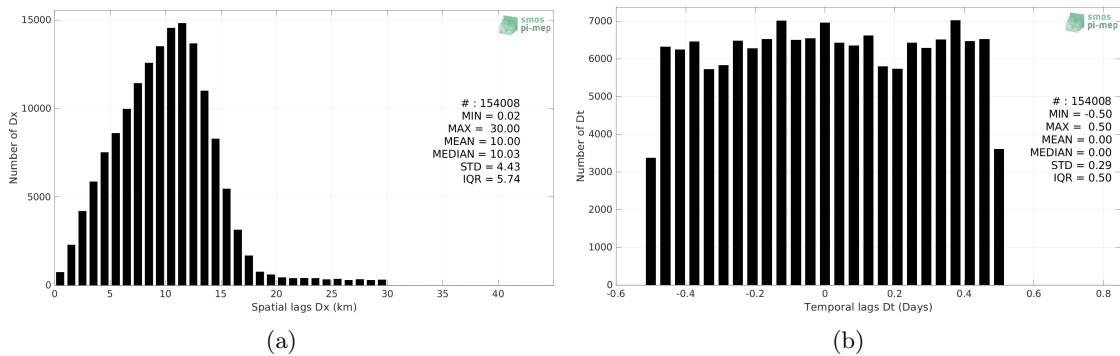 15000
10000
5000
0
Number of Dx
smos
pi-mep
# : 154008
MIN = 0.02
MAX = 30.00
MEAN = 10.00
MEDIAN = 10.03
STD = 4.43
IQR = 5.74
0 5 10 15 20 25 30 35 40
Spatial lags Dx (km)
(a)
7000
6000
5000
4000
3000
2000
1000
0
Number of Dt
smos
pi-mep
# : 154008
MIN = -0.50
MAX = 0.50
MEAN = 0.00
MEDIAN = 0.00
STD = 0.29
IQR = 0.50
-0.6 -0.4 -0.2 0 0.2 0.4 0.6 0.8
Temporal lags Dt (Days)
(b)